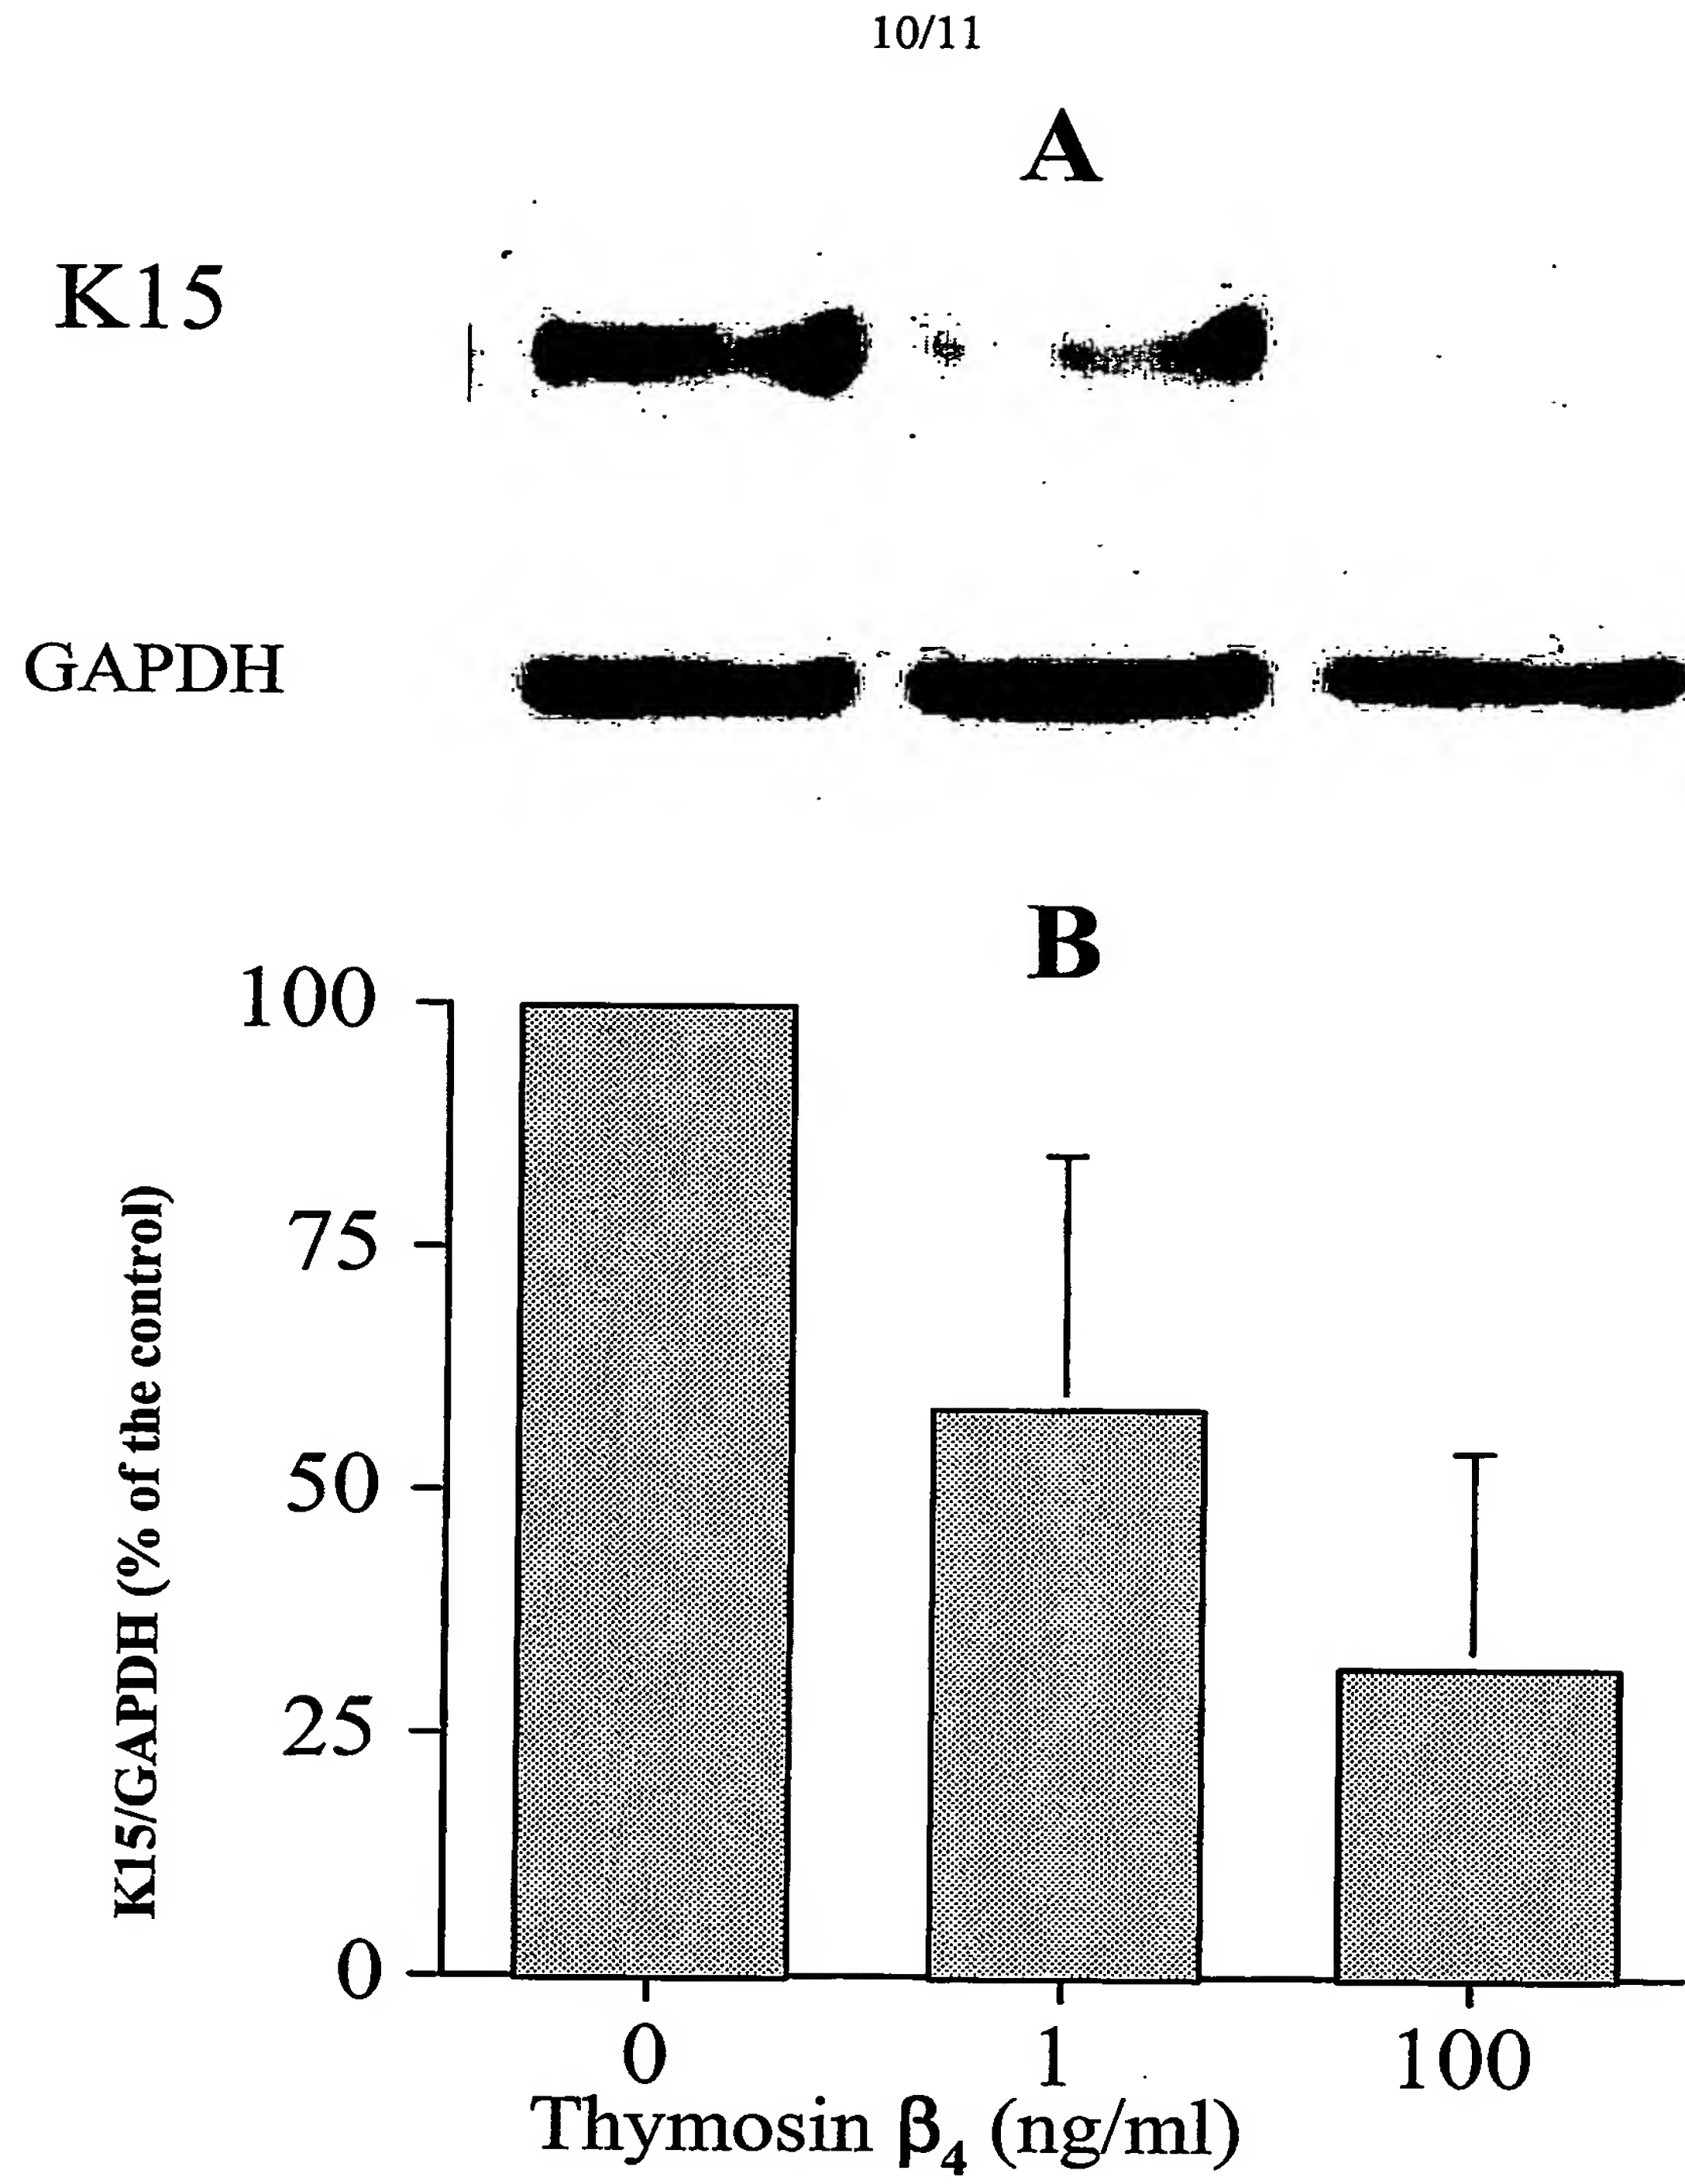 10/11
A
K15
GAPDH
B
100
75
50
25
0
K15/GAPDH (% of the control)
0 1 100
Thymosin β₄ (ng/ml)